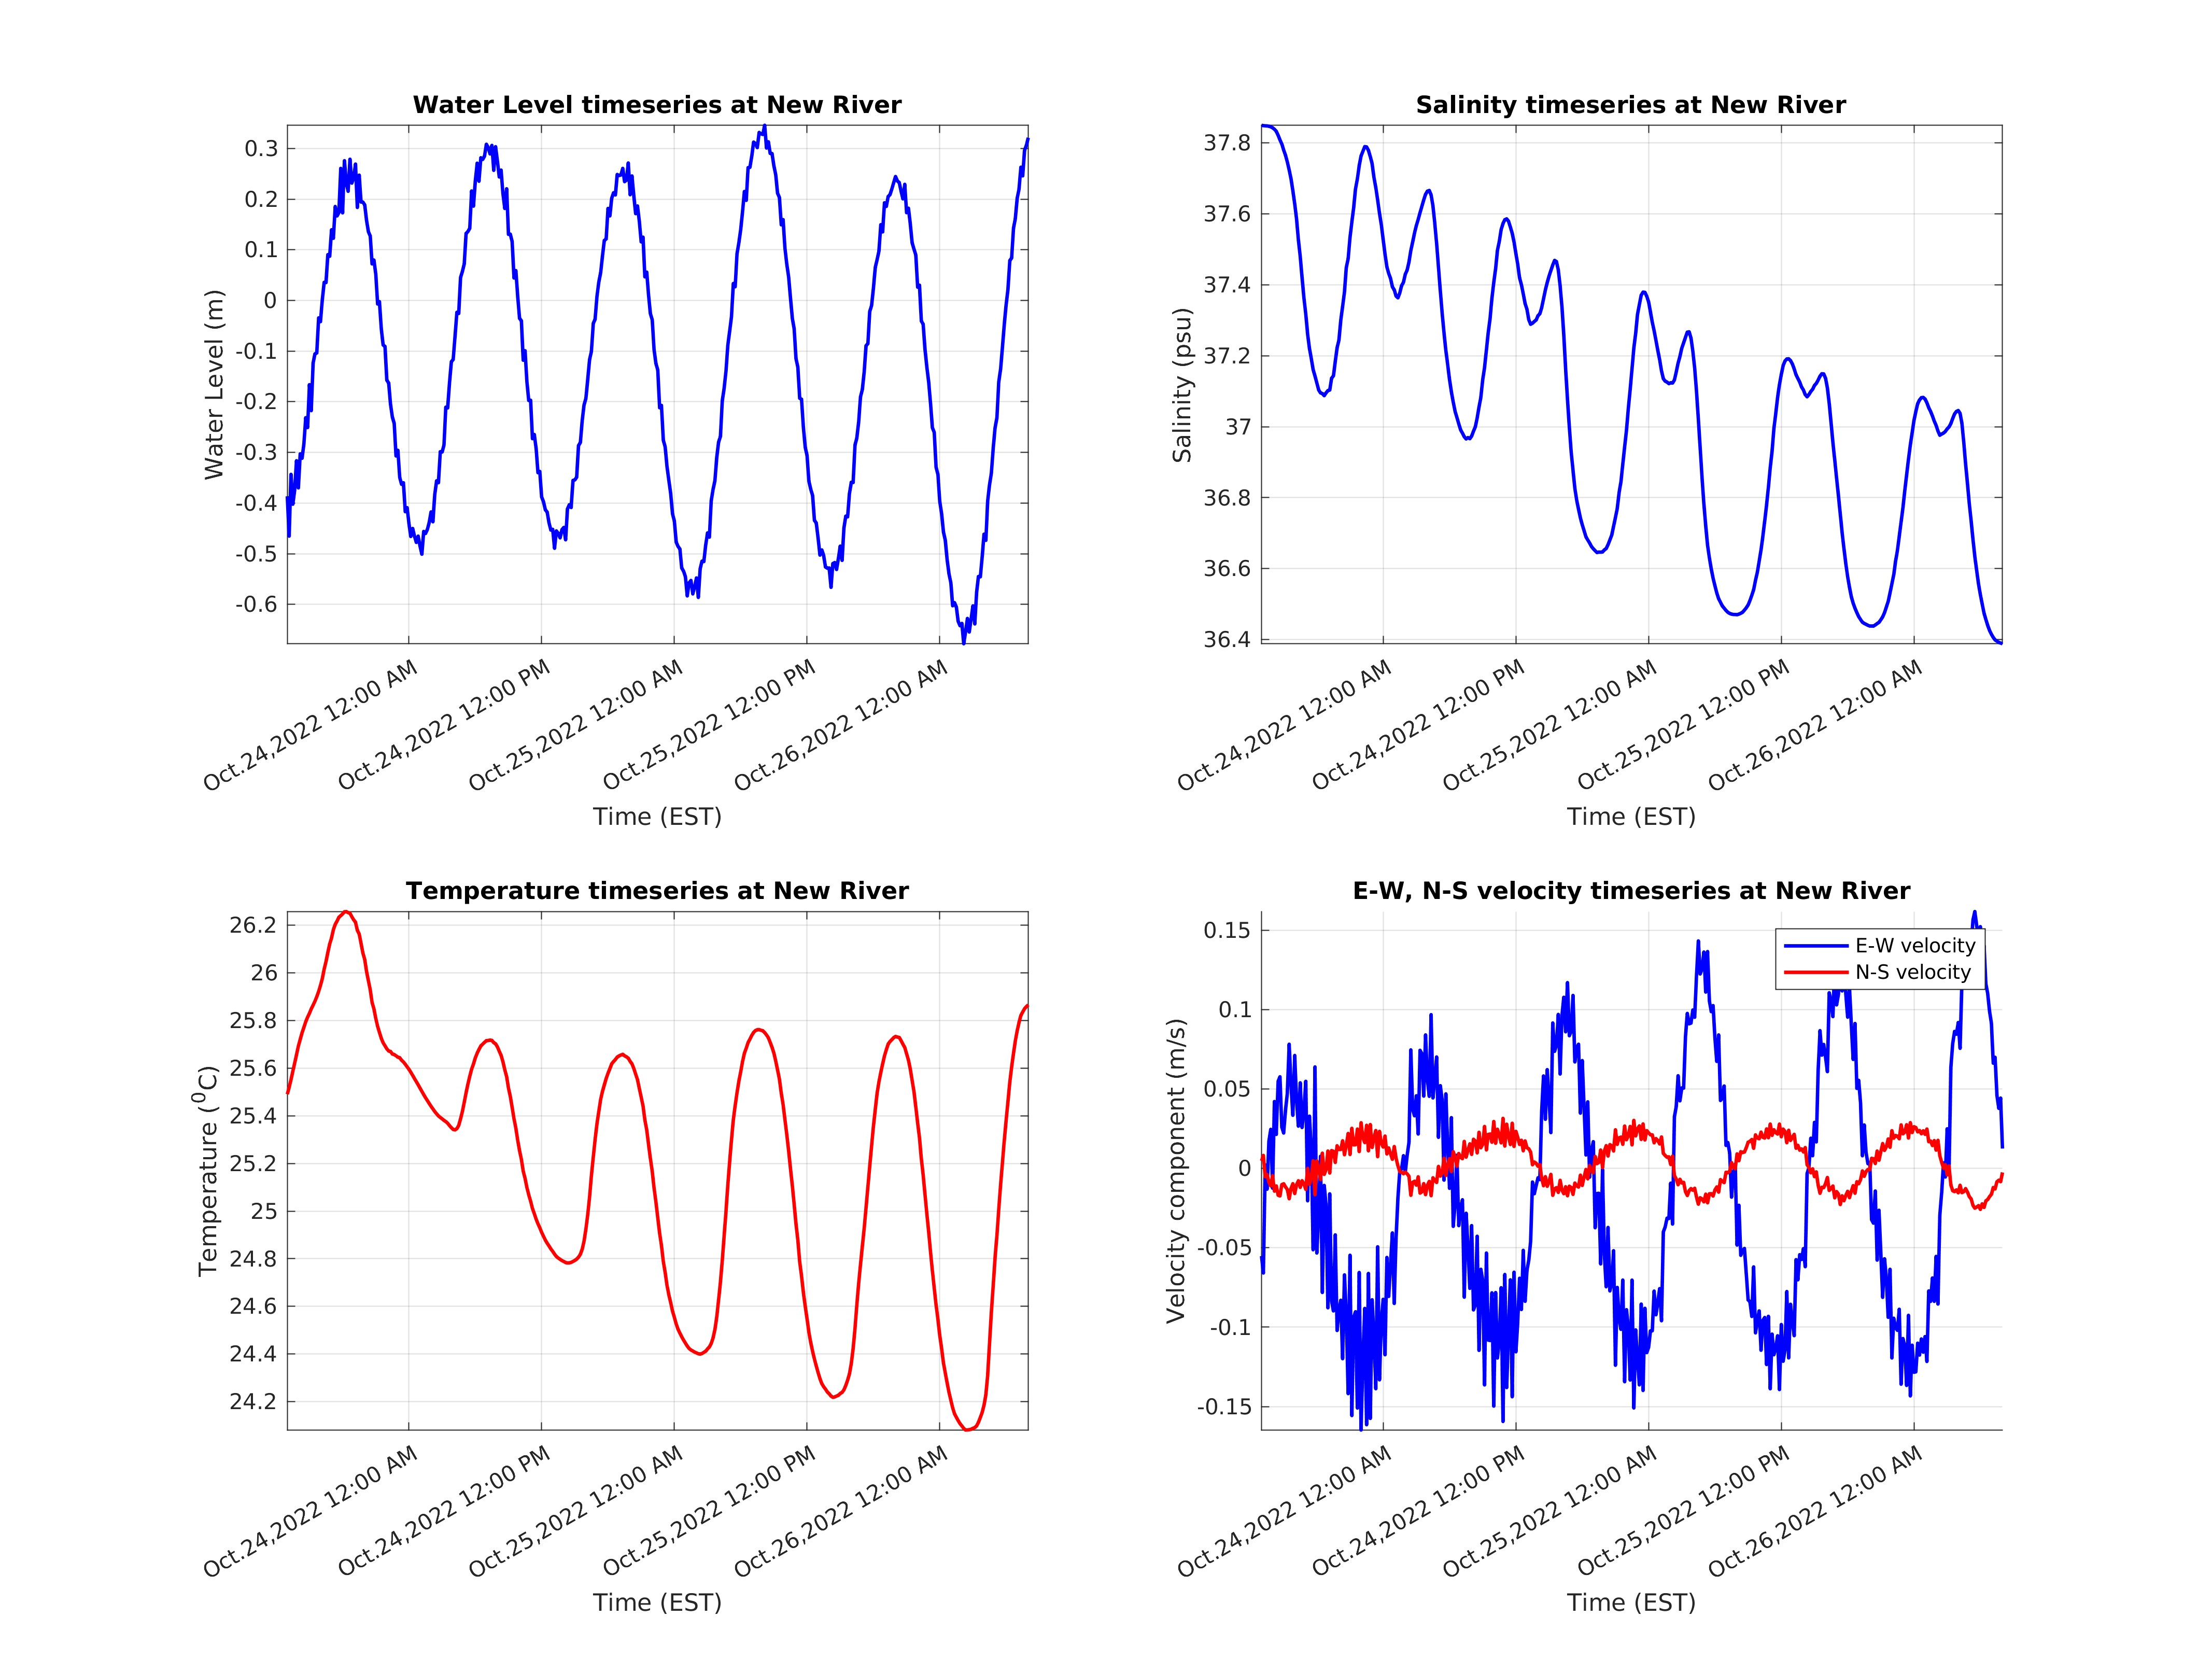 Water Level timeseries at New River
0.3
0.2
0.1
0
-0.1
-0.2
-0.3
-0.4
-0.5
-0.6
Water Level (m)
Oct.24,2022 12:00 AM
Oct.24,2022 12:00 PM
Oct.25,2022 12:00 AM
Oct.25,2022 12:00 PM
Oct.26,2022 12:00 AM
Time (EST)
Salinity timeseries at New River
37.8
37.6
37.4
37.2
37
36.8
36.6
36.4
Salinity (psu)
Oct.24,2022 12:00 AM
Oct.24,2022 12:00 PM
Oct.25,2022 12:00 AM
Oct.25,2022 12:00 PM
Oct.26,2022 12:00 AM
Time (EST)
Temperature timeseries at New River
26.2
26
25.8
25.6
25.4
25.2
25
24.8
24.6
24.4
24.2
Temperature (⁰C)
Oct.24,2022 12:00 AM
Oct.24,2022 12:00 PM
Oct.25,2022 12:00 AM
Oct.25,2022 12:00 PM
Oct.26,2022 12:00 AM
Time (EST)
E-W, N-S velocity timeseries at New River
0.15
0.1
0.05
0
-0.05
-0.1
-0.15
Velocity component (m/s)
E-W velocity
N-S velocity
Oct.24,2022 12:00 AM
Oct.24,2022 12:00 PM
Oct.25,2022 12:00 AM
Oct.25,2022 12:00 PM
Oct.26,2022 12:00 AM
Time (EST)